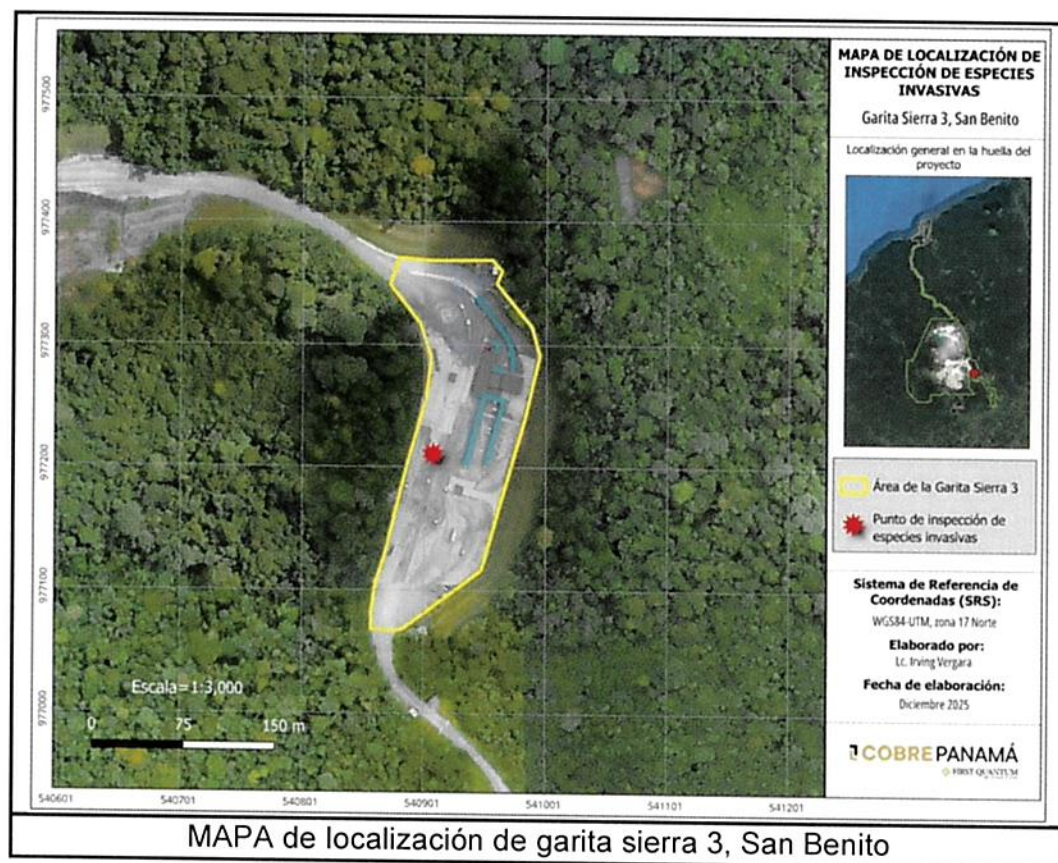 MAPA DE LOCALIZACIÓN DE
INSPECCIÓN DE ESPECIES
INVASIVAS
Garita Sierra 3, San Benito
Localización general en la huella del
proyecto
Área de la Garita Sierra 3
Punto de inspección de
especies invasivas
Sistema de Referencia de
Coordenadas (SRS):
WGS84-UTM, zona 17 Norte
Elaborado por:
Lc. Irving Vergara
Fecha de elaboración:
Diciembre 2025
COBRE PANAMÁ
FIRST QUANTUM
977500
977400
977300
977200
977100
977000
Escala=1:3,000
0 75 150 m
540601 540701 540801 540901 541001 541101 541201
MAPA de localización de garita sierra 3, San Benito